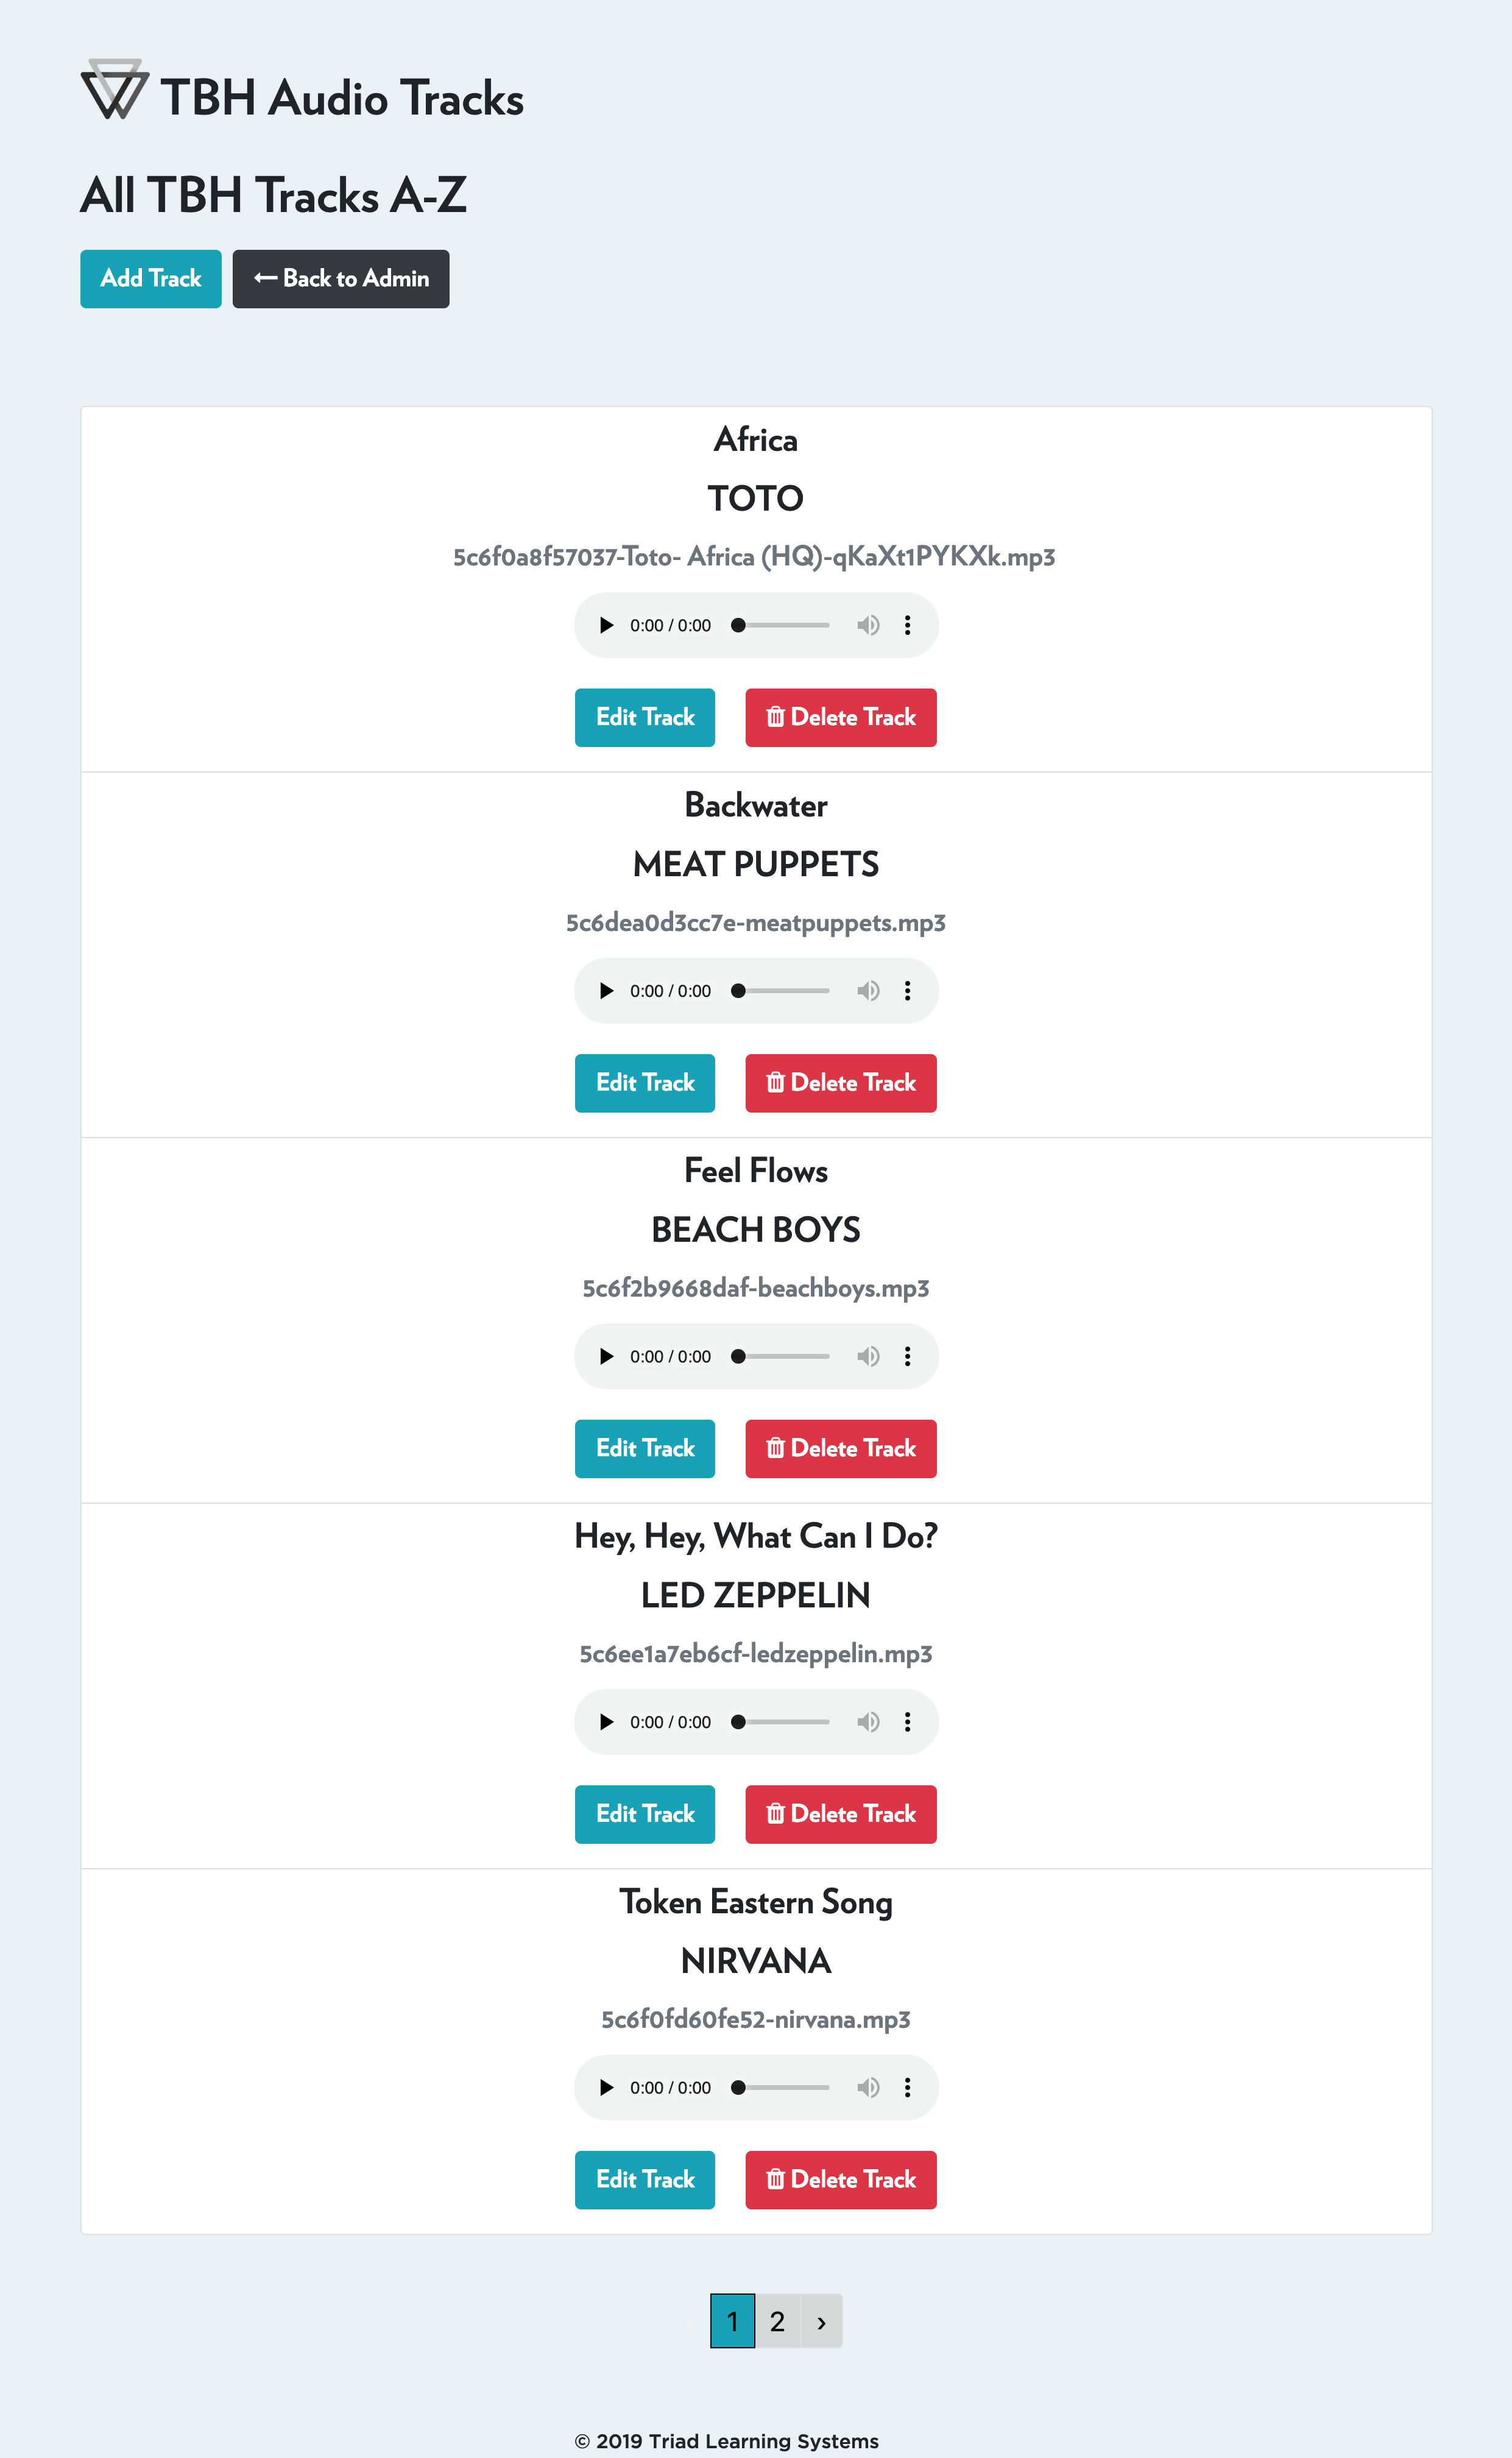 TBH Audio Tracks
All TBH Tracks A-Z
Add Track
Back to Admin
Africa
TOTO
5c6f0a8f57037-Toto- Africa (HQ)-qKaXt1PYKXk.mp3
0:00 / 0:00
Edit Track
Delete Track
Backwater
MEAT PUPPETS
5c6dea0d3cc7e-meatpuppets.mp3
0:00 / 0:00
Edit Track
Delete Track
Feel Flows
BEACH BOYS
5c6f2b9668daf-beachboys.mp3
0:00 / 0:00
Edit Track
Delete Track
Hey, Hey, What Can I Do?
LED ZEPPELIN
5c6ee1a7eb6cf-ledzeppelin.mp3
0:00 / 0:00
Edit Track
Delete Track
Token Eastern Song
NIRVANA
5c6f0fd60fe52-nirvana.mp3
0:00 / 0:00
Edit Track
Delete Track
1 2 ›
© 2019 Triad Learning Systems